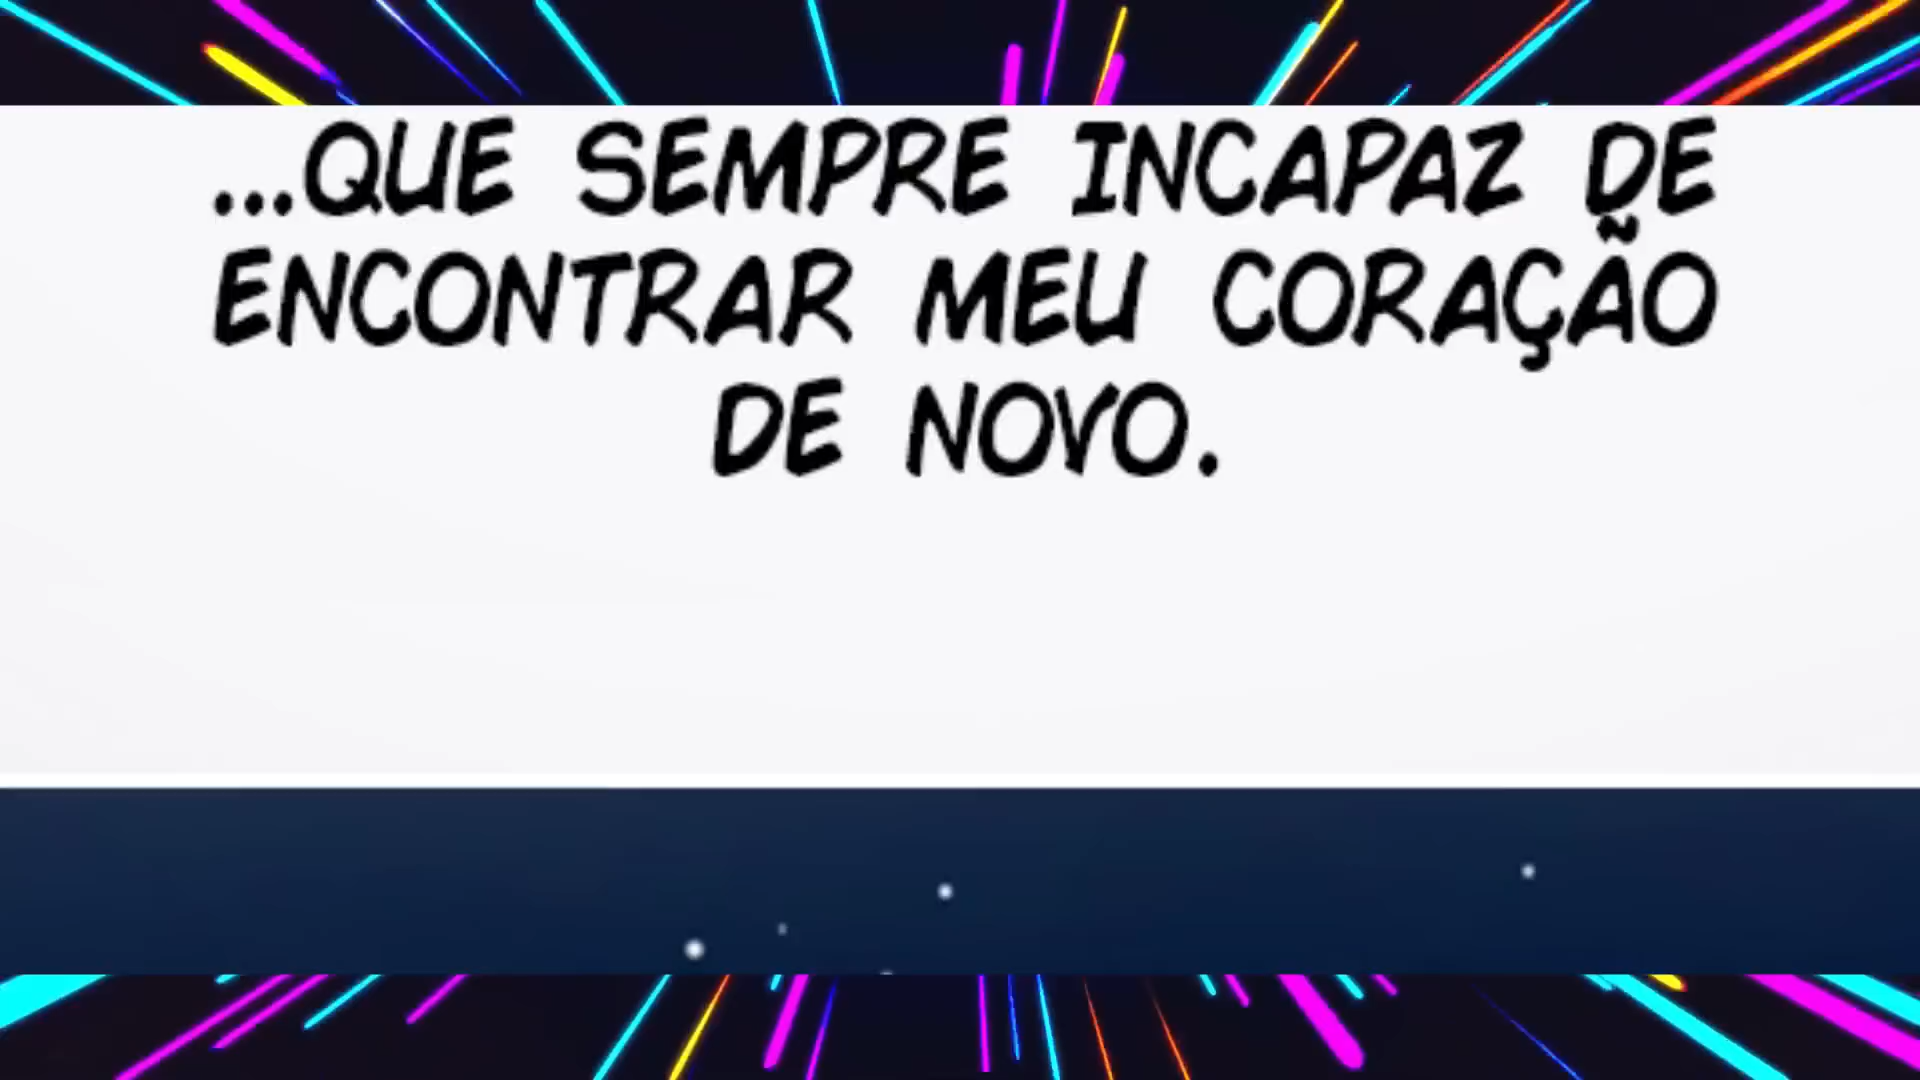 ...QUE SEMPRE INCAPAZ DE
ENCONTRAR MEU CORAÇÃO
DE NOVO.